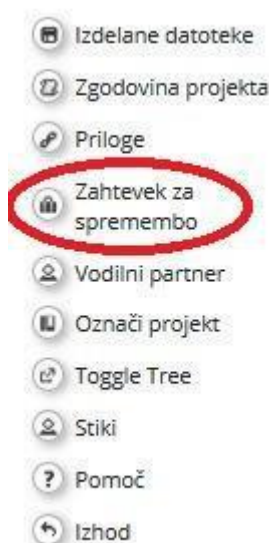 Izdelane datoteke
Zgodovina projekta
Priloge
Zahtevek za
spremembo
Vodilni partner
Označi projekt
Toggle Tree
Stiki
Pomoč
Izhod